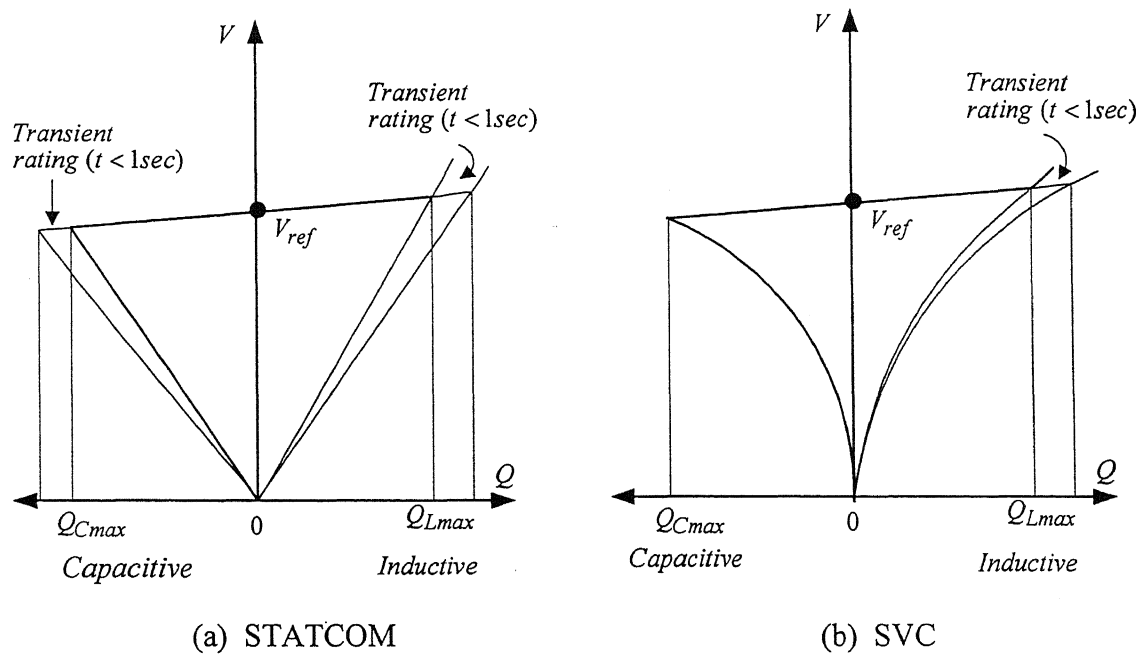 V
Transient
rating (t < 1sec)
Transient
rating (t < 1sec)
V_ref
Q
Q_Cmax
0
Q_Lmax
Capacitive
Inductive
(a) STATCOM
V
Transient
rating (t < 1sec)
V_ref
Q
Q_Cmax
0
Q_Lmax
Capacitive
Inductive
(b) SVC